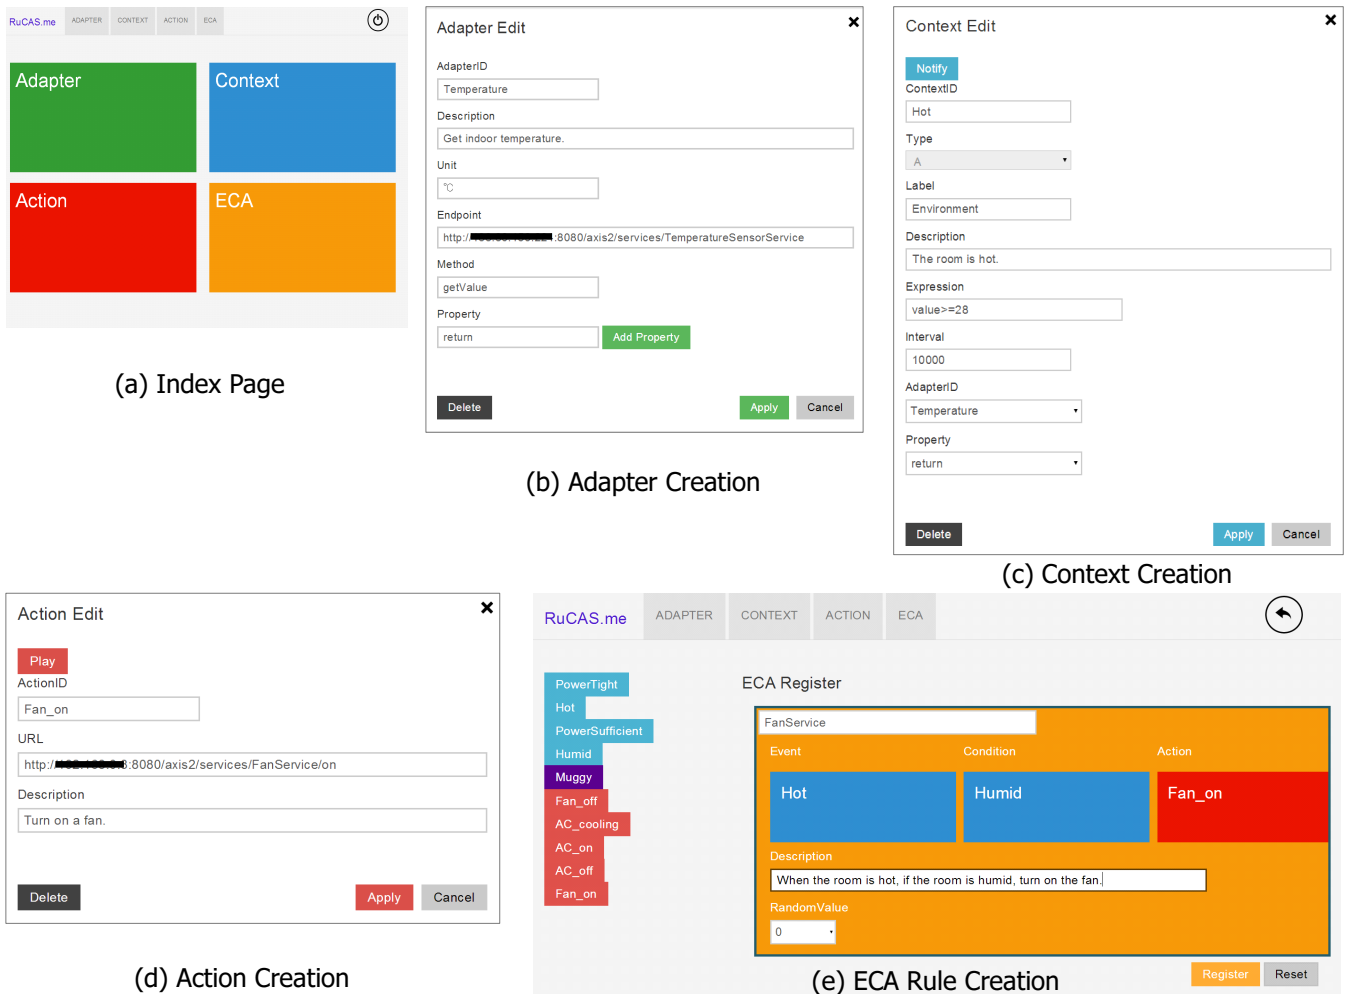 RuCAS.me ADAPTER CONTEXT ACTION ECA
Adapter Context
Action ECA
(a) Index Page
Adapter Edit
AdapterID
Temperature
Description
Get indoor temperature.
Unit
℃
Endpoint
http:/ :8080/axis2/services/TemperatureSensorService
Method
getValue
Property
return Add Property
Delete Apply Cancel
(b) Adapter Creation
Context Edit
Notify
ContextID
Hot
Type
A
Label
Environment
Description
The room is hot.
Expression
value>=28
Interval
10000
AdapterID
Temperature
Property
return
Delete Apply Cancel
(c) Context Creation
Action Edit
Play
ActionID
Fan_on
URL
http:/ :8080/axis2/services/FanService/on
Description
Turn on a fan.
Delete Apply Cancel
(d) Action Creation
RuCAS.me ADAPTER CONTEXT ACTION ECA
PowerTight
Hot
PowerSufficient
Humid
Muggy
Fan_off
AC_cooling
AC_on
AC_off
Fan_on
ECA Register
FanService
Event Condition Action
Hot Humid Fan_on
Description
When the room is hot, if the room is humid, turn on the fan.
RandomValue
0
Register Reset
(e) ECA Rule Creation